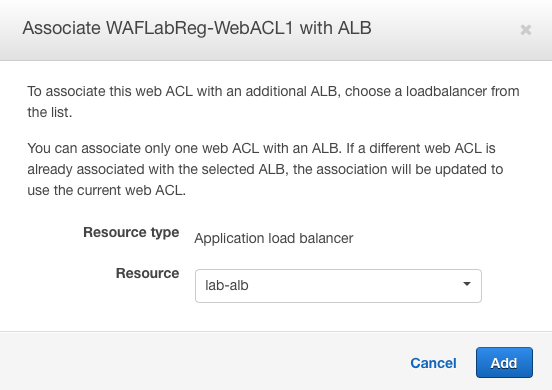 Associate WAFLabReg-WebACL1 with ALB
To associate this web ACL with an additional ALB, choose a loadbalancer from
the list.
You can associate only one web ACL with an ALB. If a different web ACL is
already associated with the selected ALB, the association will be updated to
use the current web ACL.
Resource type Application load balancer
Resource lab-alb
Cancel Add